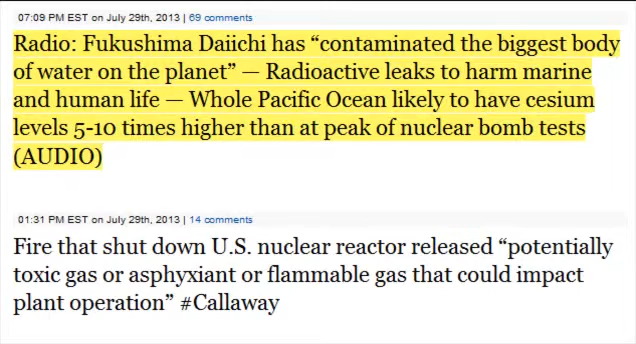 07:09 PM EST on July 29th, 2013 | 69 comments
Radio: Fukushima Daiichi has “contaminated the biggest body
of water on the planet” — Radioactive leaks to harm marine
and human life — Whole Pacific Ocean likely to have cesium
levels 5-10 times higher than at peak of nuclear bomb tests
(AUDIO)
01:31 PM EST on July 29th, 2013 | 14 comments
Fire that shut down U.S. nuclear reactor released “potentially
toxic gas or asphyxiant or flammable gas that could impact
plant operation” #Callaway